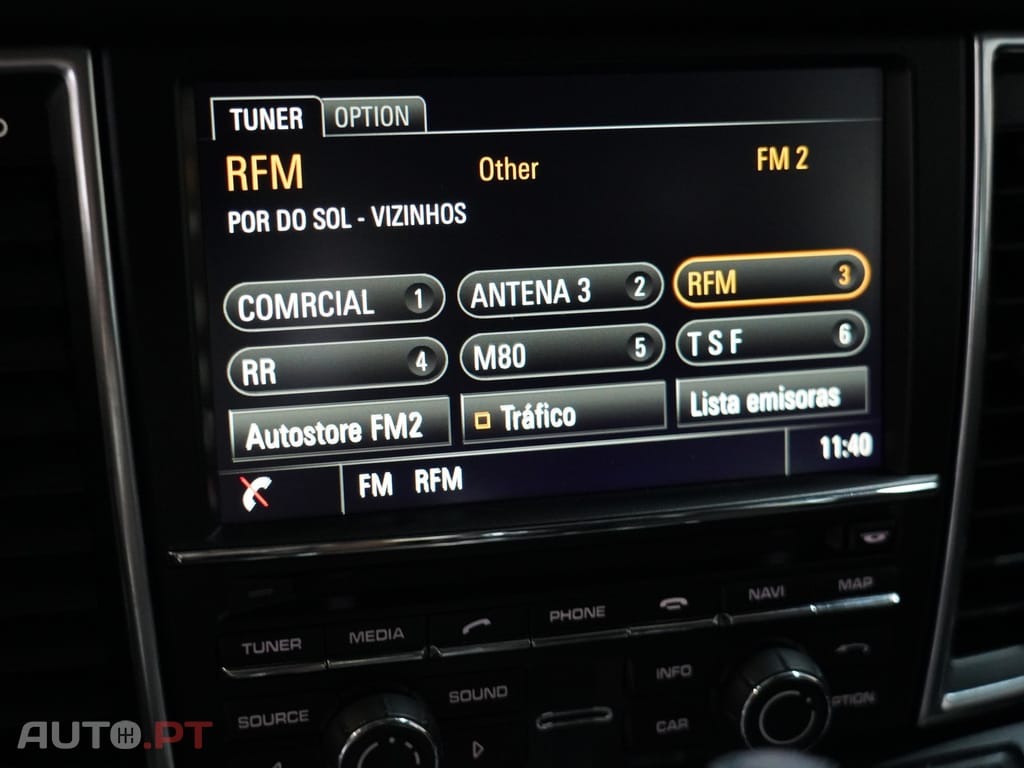 TUNER OPTION
RFM Other FM 2
POR DO SOL - VIZINHOS
COMRCIAL 1 ANTENA 3 2 RFM 3
RR 4 M80 5 T S F 6
Autostore FM2 Tráfico Lista emisoras
FM RFM 11:40
TUNER MEDIA PHONE NAVI MAP
SOURCE SOUND INFO
CAR OPTION
AUTO.PT